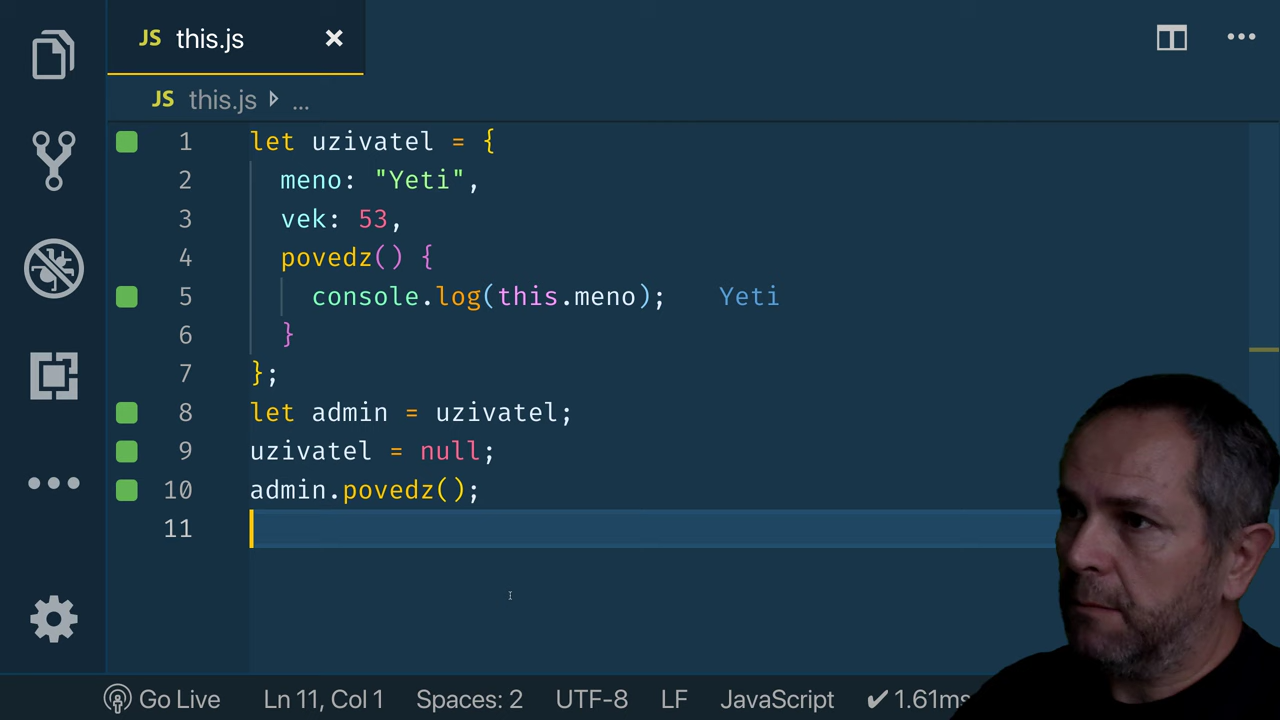 JS this.js
JS this.js ...
1 let uzivatel = {
2 meno: "Yeti",
3 vek: 53,
4 povedz() {
5 console.log(this.meno); Yeti
6 }
7 };
8 let admin = uzivatel;
9 uzivatel = null;
10 admin.povedz();
11
Go Live Ln 11, Col 1 Spaces: 2 UTF-8 LF JavaScript ✔ 1.61ms